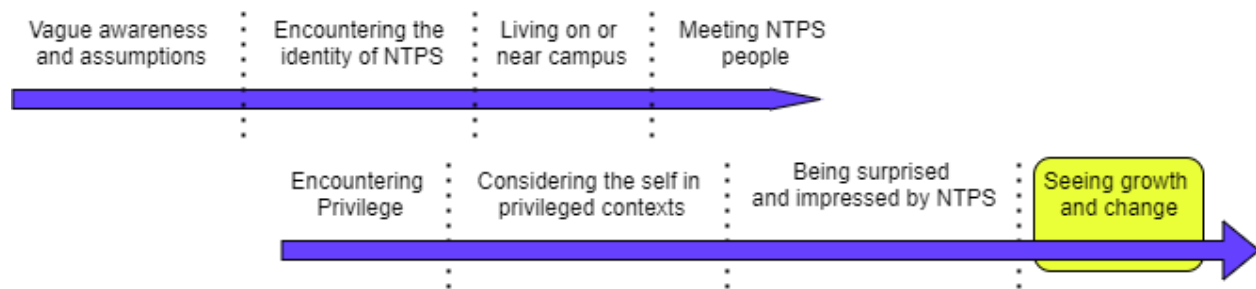 Vague awareness
and assumptions
Encountering the
identity of NTPS
Living on or
near campus
Meeting NTPS
people
Encountering
Privilege
Considering the self in
privileged contexts
Being surprised
and impressed by NTPS
Seeing growth
and change